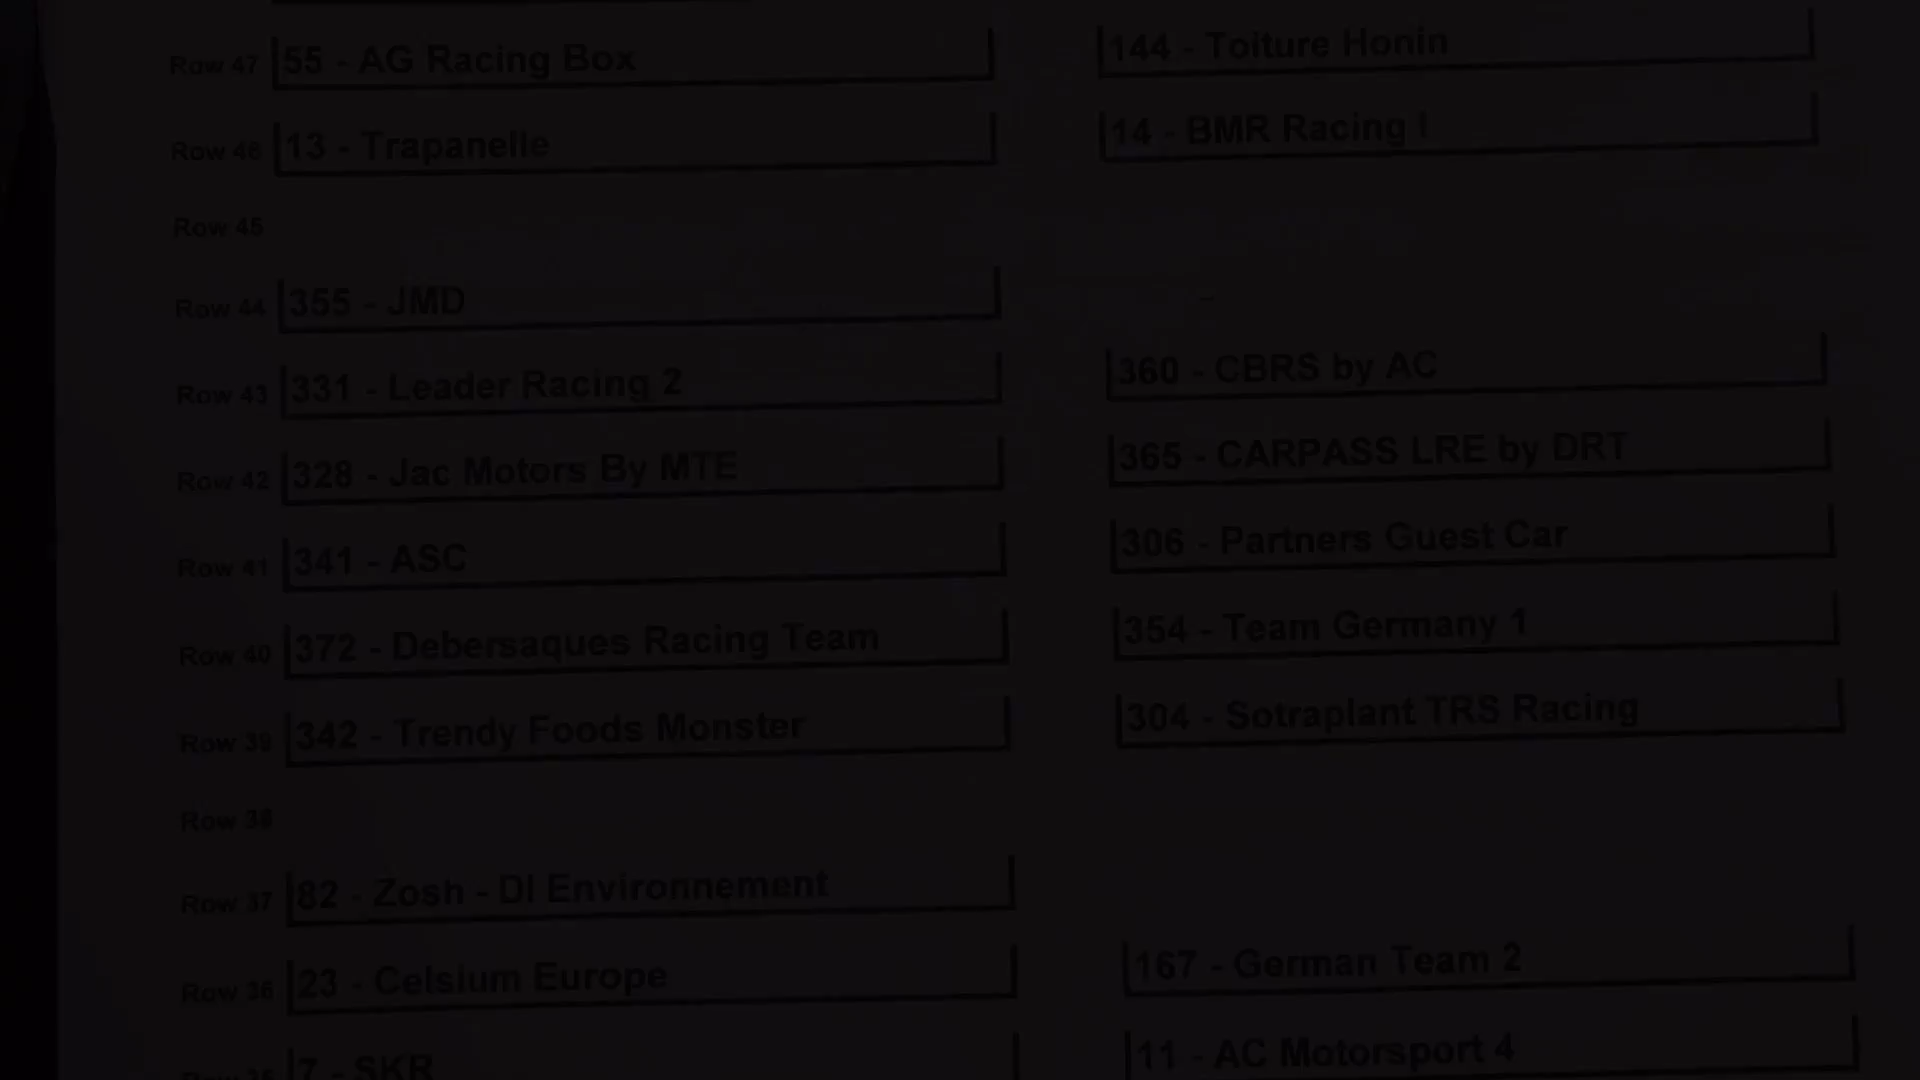 Row 47 55 - AG Racing Box 144 - Toiture Honin
Row 46 13 - Trapanelle 14 - BMR Racing I
Row 45
Row 44 355 - JMD
Row 43 331 - Leader Racing 2 360 - CBRS by AC
Row 42 328 - Jac Motors By MTE 365 - CARPASS LRE by DRT
Row 41 341 - ASC 306 - Partners Guest Car
Row 40 372 - Debersaques Racing Team 354 - Team Germany 1
Row 39 342 - Trendy Foods Monster 304 - Sotraplant TRS Racing
Row 38
Row 37 82 - Zosh - DI Environnement
Row 36 23 - Celsium Europe 167 - German Team 2
Row 35 7 - SKR 11 - AC Motorsport 4